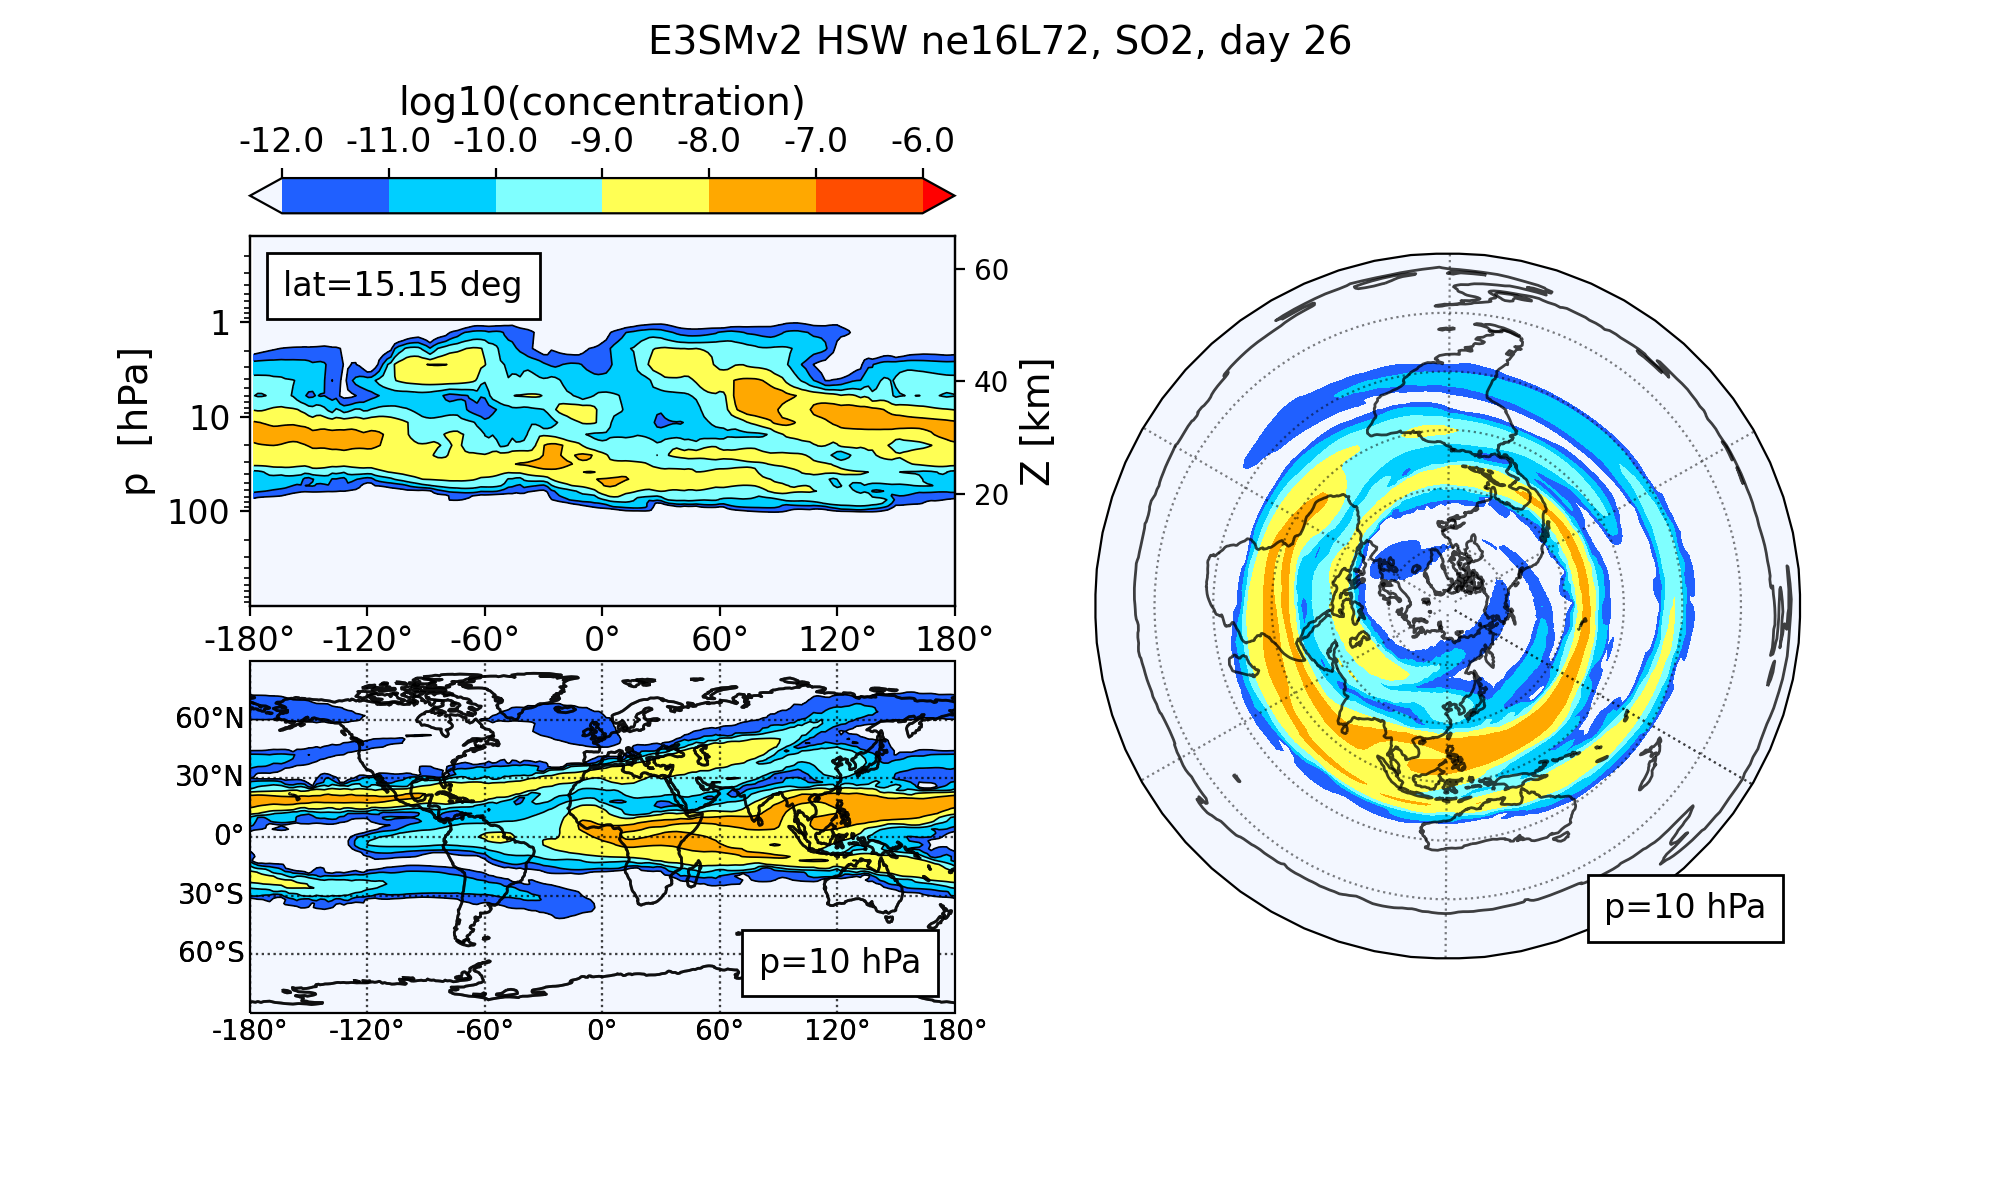 E3SMv2 HSW ne16L72, SO2, day 26
log10(concentration)
-12.0 -11.0 -10.0 -9.0 -8.0 -7.0 -6.0
lat=15.15 deg
p [hPa]
1
10
100
60
40
20
Z [km]
-180° -120° -60° 0° 60° 120° 180°
60°N
30°N
0°
30°S
60°S
p=10 hPa
-180° -120° -60° 0° 60° 120° 180°
p=10 hPa